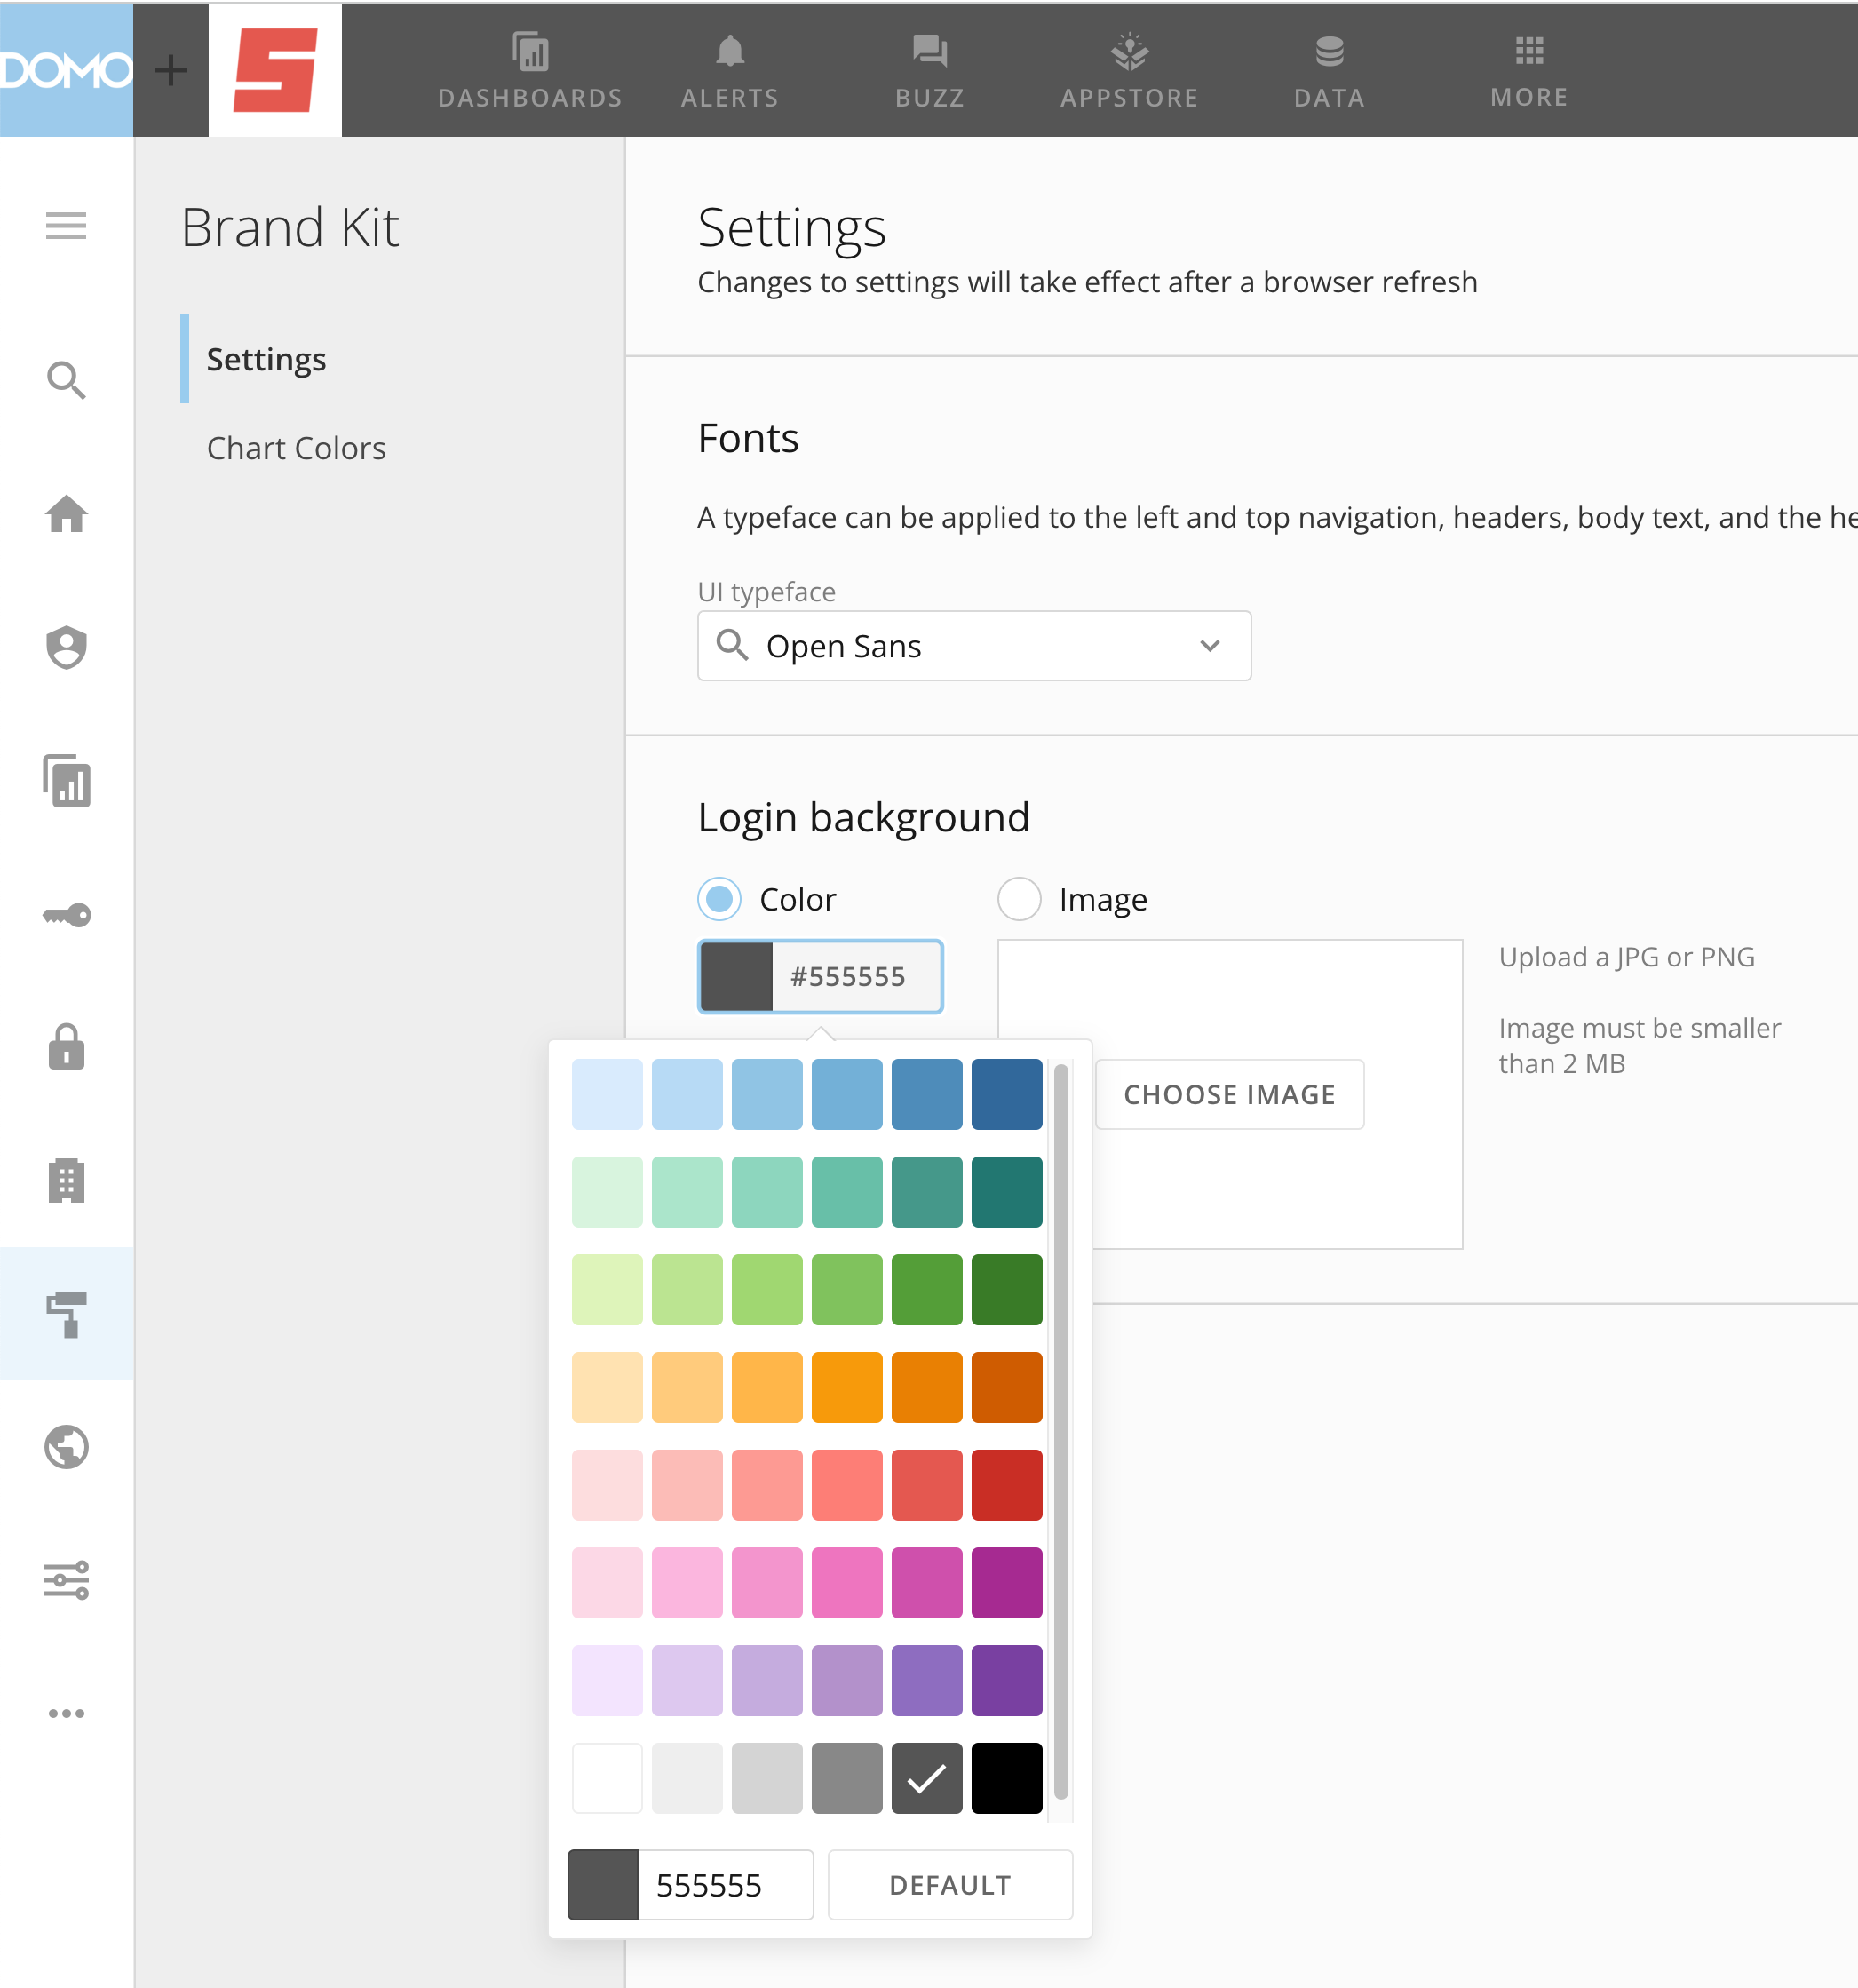 DOMO
DASHBOARDS
ALERTS
BUZZ
APPSTORE
DATA
MORE
Brand Kit
Settings
Chart Colors
Settings
Changes to settings will take effect after a browser refresh
Fonts
A typeface can be applied to the left and top navigation, headers, body text, and the he
UI typeface
Open Sans
Login background
Color
Image
#555555
Upload a JPG or PNG
Image must be smaller
than 2 MB
CHOOSE IMAGE
555555
DEFAULT